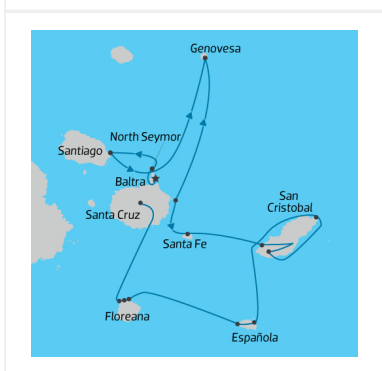 Genovesa
North Seymor
Santiago
Baltra
San
Cristobal
Santa Cruz
Santa Fe
Floreana
Española